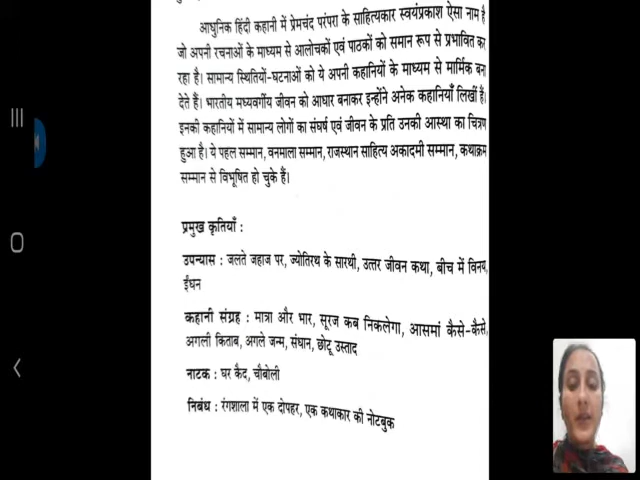 आधुनिक हिंदी कहानी में प्रेमचंद परंपरा के साहित्यकार स्वयंप्रकाश ऐसा नाम है
जो अपनी रचनाओं के माध्यम से आलोचकों एवं पाठकों को समान रूप से प्रभावित कर
रहा है। सामान्य स्थितियों-घटनाओं को ये अपनी कहानियों के माध्यम से मार्मिक बना
देते हैं। भारतीय मध्यवर्गीय जीवन को आधार बनाकर इन्होंने अनेक कहानियाँ लिखीं हैं।
इनकी कहानियों में सामान्य लोगों का संघर्ष एवं जीवन के प्रति उनकी आस्था का चित्रण
हुआ है। ये पहल सम्मान, वनमाला सम्मान, राजस्थान साहित्य अकादमी सम्मान, कथाक्रम
सम्मान से विभूषित हो चुके हैं।
प्रमुख कृतियाँ :
उपन्यास : जलते जहाज पर, ज्योतिरथ के सारथी, उत्तर जीवन कथा, बीच में विनय,
ईंधन
कहानी संग्रह : मात्रा और भार, सूरज कब निकलेगा, आसमां कैसे-कैसे,
अगली किताब, अगले जन्म, संधान, छोटू उस्ताद
नाटक : घर कैद, चौबोली
निबंध : रंगशाला में एक दोपहर, एक कथाकार की नोटबुक